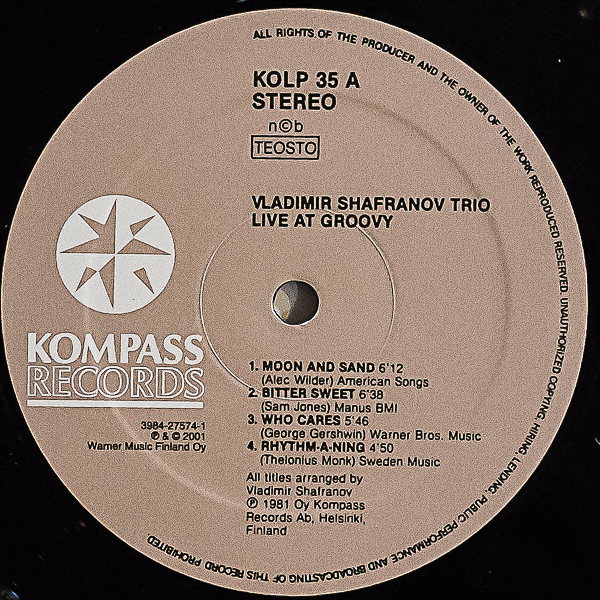 ALL RIGHTS OF THE PRODUCER AND THE OWNER OF THE WORK REPRODUCED RESERVED. UNAUTHORIZED COPYING, HIRING, LENDING, PUBLIC PERFORMANCE AND BROADCASTING OF THIS RECORD PROHIBITED
KOLP 35 A
STEREO
n©b
TEOSTO
VLADIMIR SHAFRANOV TRIO
LIVE AT GROOVY
KOMPASS
RECORDS
3984-27574-1
℗ & © 2001
Warner Music Finland Oy
1. MOON AND SAND 6'12
(Alec Wilder) American Songs
2. BITTER SWEET 6'38
(Sam Jones) Manus BMI
3. WHO CARES 5'46
(George Gershwin) Warner Bros. Music
4. RHYTHM-A-NING 4'50
(Thelonius Monk) Sweden Music
All titles arranged by
Vladimir Shafranov
℗ 1981 Oy Kompass
Records Ab, Helsinki,
Finland